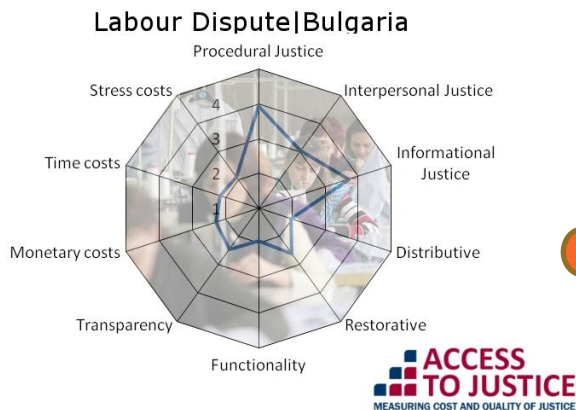 Labour Dispute|Bulgaria
Procedural Justice
Stress costs
Interpersonal Justice
4
3
Time costs
Informational
Justice
2
1
Monetary costs
Distributive
Transparency
Restorative
Functionality
ACCESS
TO JUSTICE
MEASURING COST AND QUALITY OF JUSTICE